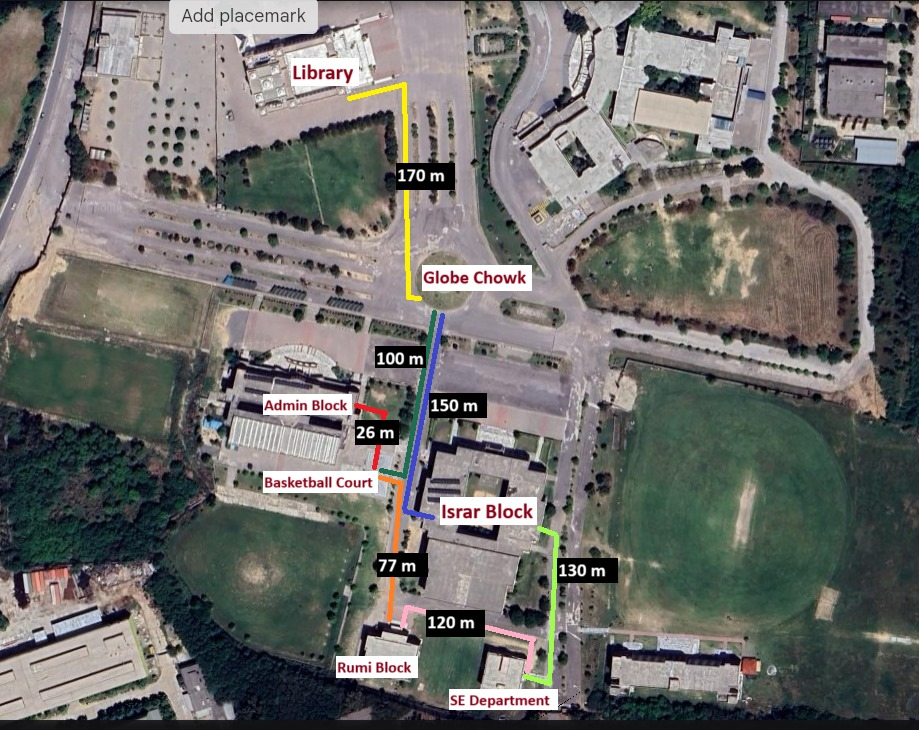 Add placemark
Library
170 m
Globe Chowk
100 m
150 m
Admin Block
26 m
Basketball Court
Israr Block
77 m
130 m
120 m
Rumi Block
SE Department